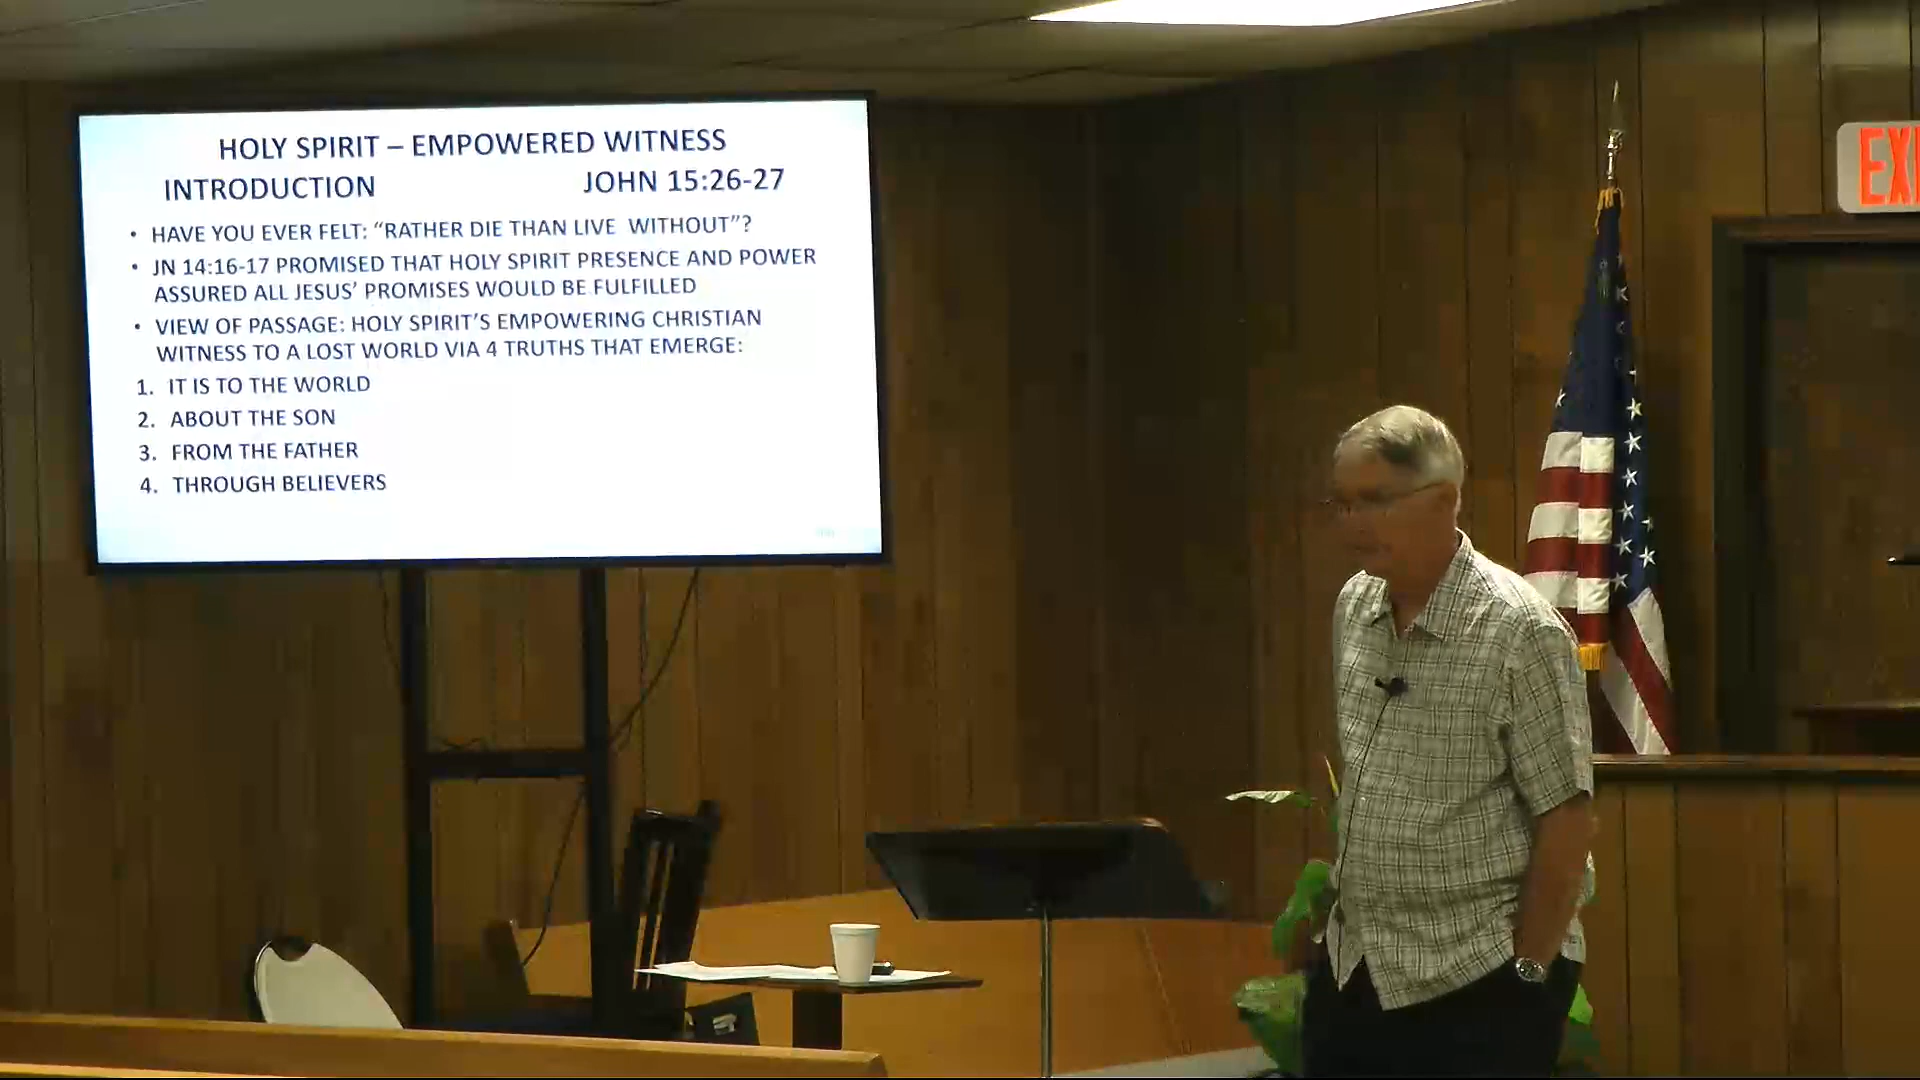 HOLY SPIRIT – EMPOWERED WITNESS
INTRODUCTION JOHN 15:26-27
• HAVE YOU EVER FELT: “RATHER DIE THAN LIVE WITHOUT”?
• JN 14:16-17 PROMISED THAT HOLY SPIRIT PRESENCE AND POWER
ASSURED ALL JESUS’ PROMISES WOULD BE FULFILLED
• VIEW OF PASSAGE: HOLY SPIRIT’S EMPOWERING CHRISTIAN
WITNESS TO A LOST WORLD VIA 4 TRUTHS THAT EMERGE:
1. IT IS TO THE WORLD
2. ABOUT THE SON
3. FROM THE FATHER
4. THROUGH BELIEVERS
EXI